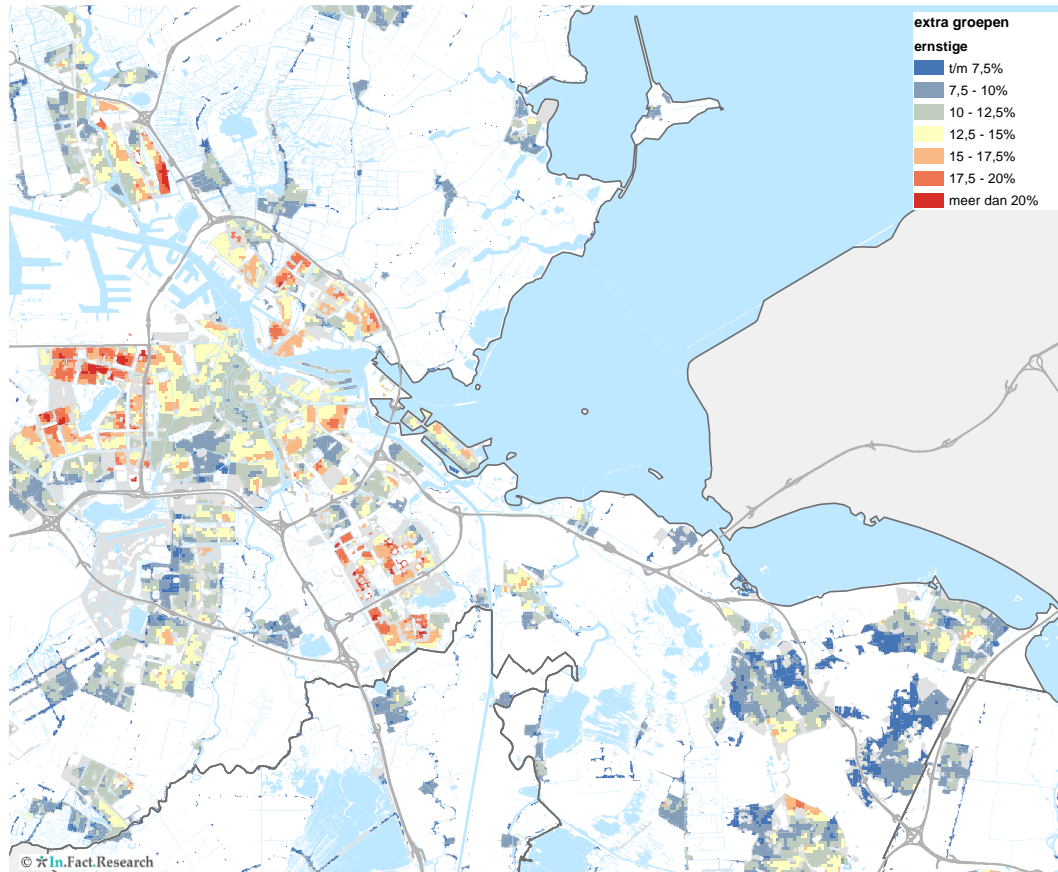 extra groepen
ernstige
t/m 7,5%
7,5 - 10%
10 - 12,5%
12,5 - 15%
15 - 17,5%
17,5 - 20%
meer dan 20%
© In.Fact.Research